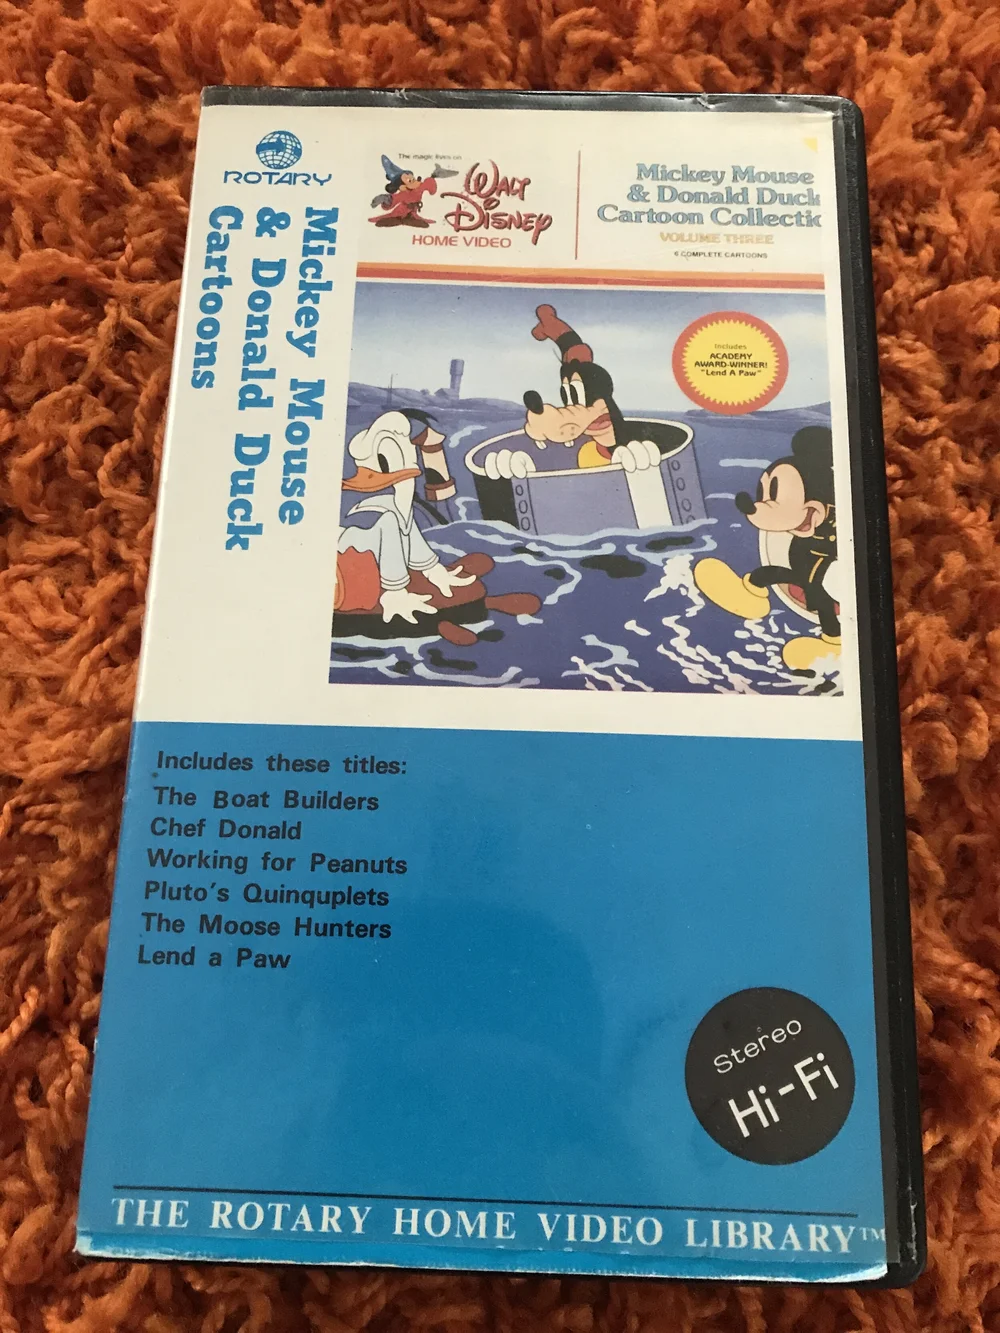 ROTARY
Mickey Mouse
& Donald Duck
Cartoons
The magic lives on
WALT
DISNEY
HOME VIDEO
Mickey Mouse
& Donald Duck
Cartoon Collectic
VOLUME THREE
6 COMPLETE CARTOONS
Includes
ACADEMY
AWARD-WINNER!
"Lend A Paw"
Includes these titles:
The Boat Builders
Chef Donald
Working for Peanuts
Pluto's Quinquplets
The Moose Hunters
Lend a Paw
Stereo
Hi-Fi
THE ROTARY HOME VIDEO LIBRARY™